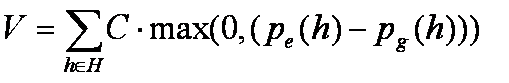 V = ∑_{h∈H} C · max(0, (p_e(h) − p_g(h)))